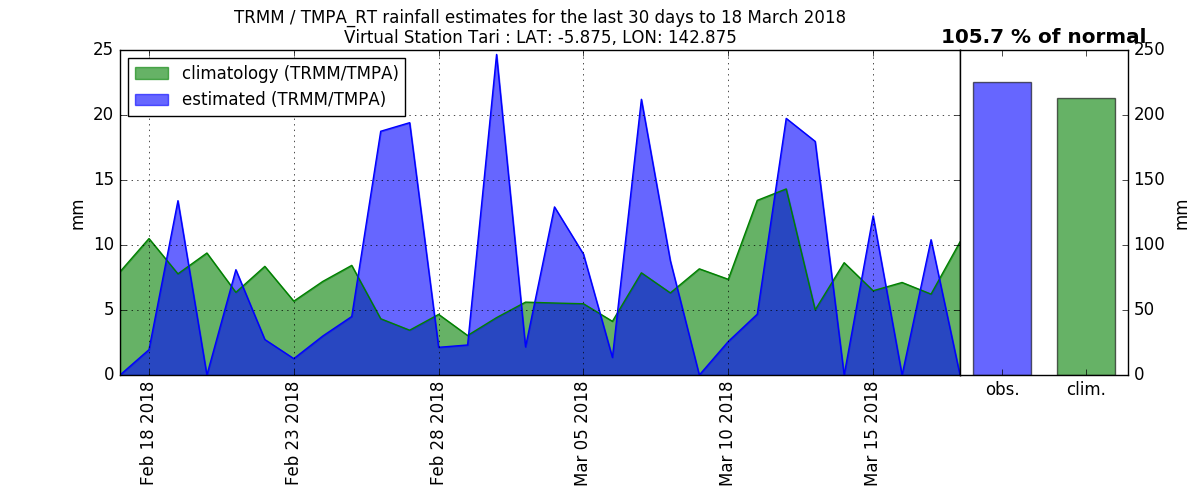 TRMM / TMPA_RT rainfall estimates for the last 30 days to 18 March 2018
Virtual Station Tari : LAT: -5.875, LON: 142.875
105.7 % of normal
climatology (TRMM/TMPA)
estimated (TRMM/TMPA)
25
20
15
10
5
0
mm
250
200
150
100
50
0
mm
obs.
clim.
Feb 18 2018
Feb 23 2018
Feb 28 2018
Mar 05 2018
Mar 10 2018
Mar 15 2018